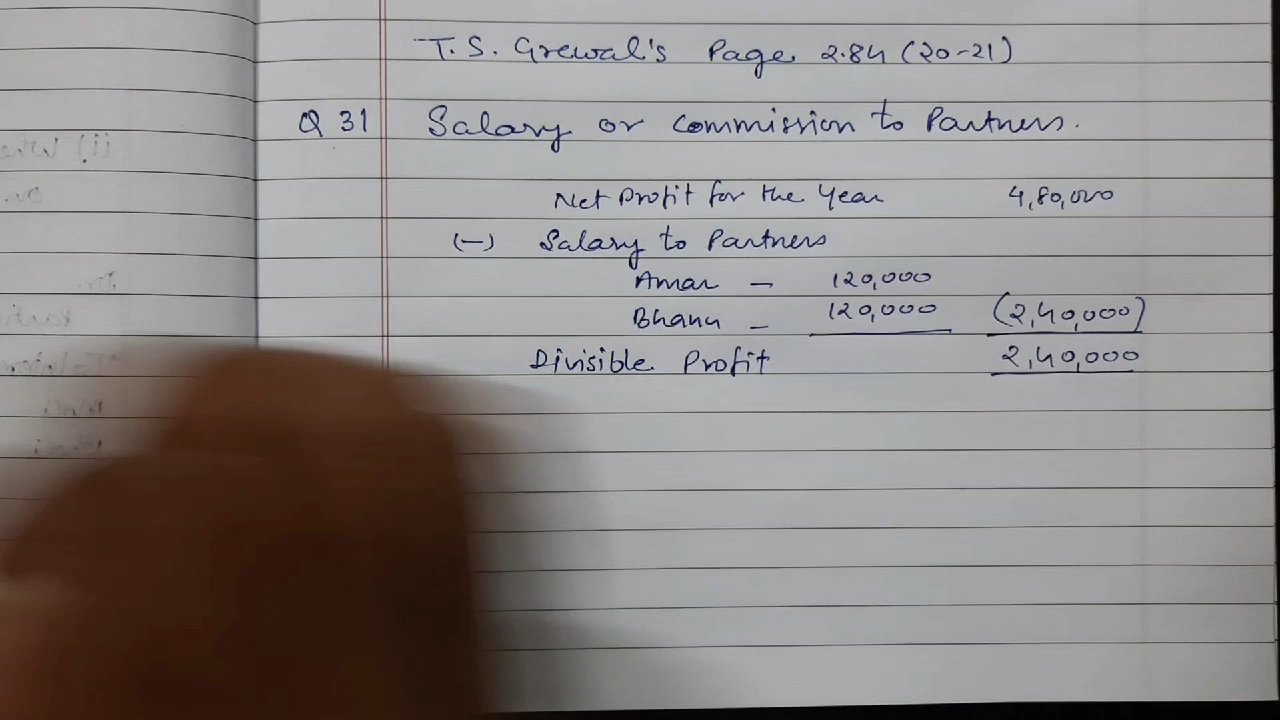 T. S. Grewal's Page 2.84 (20-21)
Q 31 Salary or Commission to Partners.
Net Profit for the Year 4,80,000
(-) Salary to Partners
Amar - 120,000
Bhanu - 120,000 (2,40,000)
Divisible Profit 2,40,000